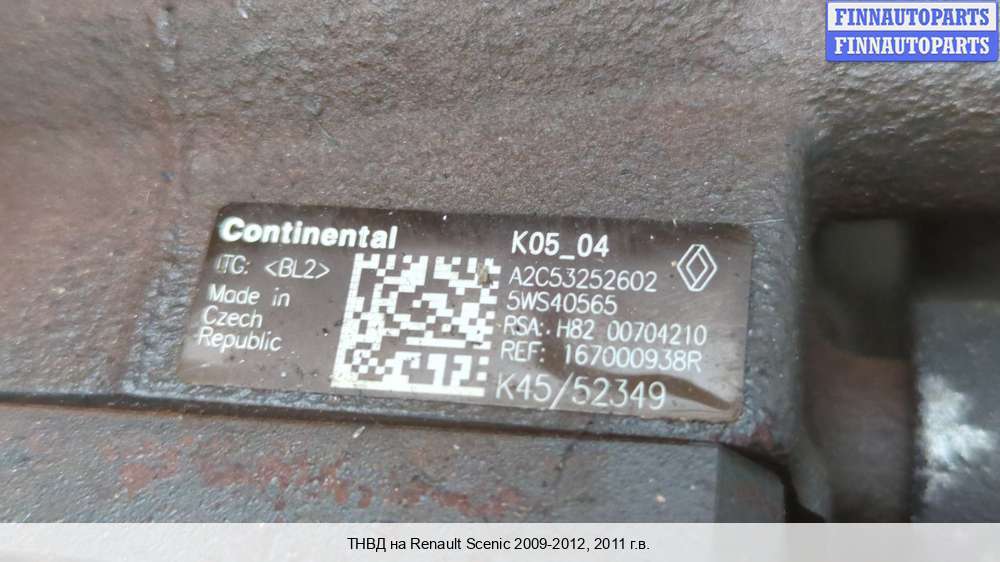 FINNAUTOPARTS
FINNAUTOPARTS
Continental
ITG: <BL2>
Made in
Czech
Republic
K05_04
A2C53252602
5WS40565
RSA: H82 00704210
REF: 167000938R
K45/52349
ТНВД на Renault Scenic 2009-2012, 2011 г.в.